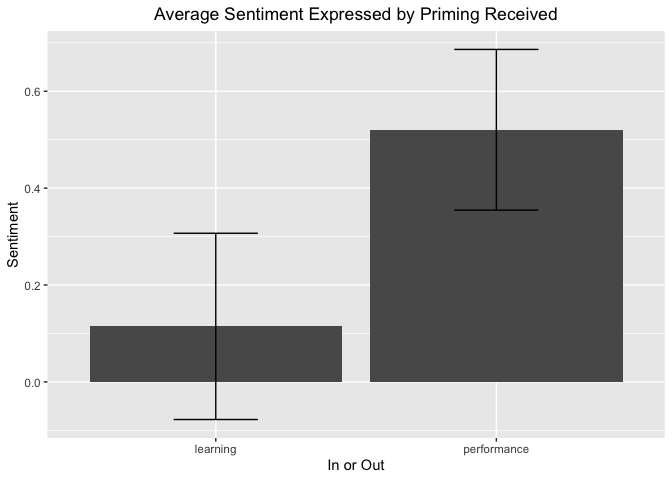 Average Sentiment Expressed by Priming Received
Sentiment
0.6
0.4
0.2
0.0
learning
performance
In or Out